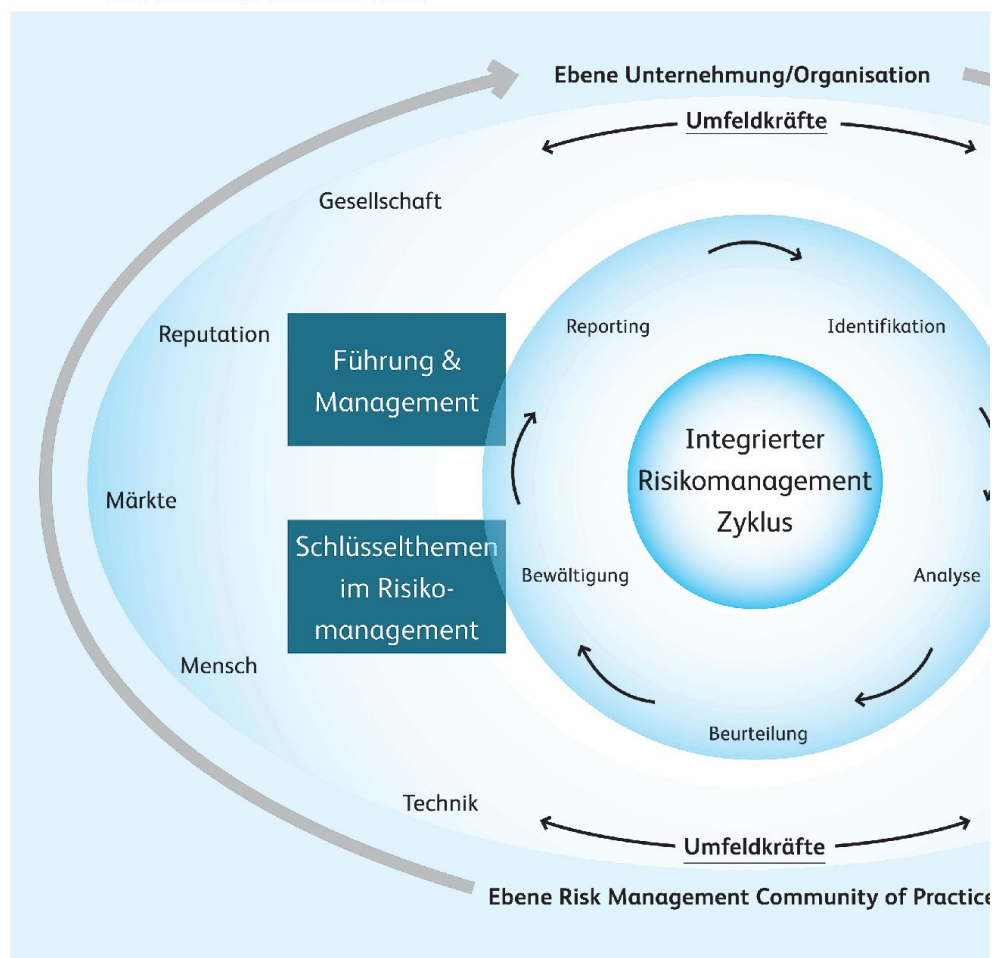 Ebene Unternehmung/Organisation
Umfeldkräfte
Gesellschaft
Reputation
Märkte
Mensch
Technik
Führung &
Management
Schlüsselthemen
im Risiko-
management
Reporting
Identifikation
Integrierter
Risikomanagement
Zyklus
Bewältigung
Analyse
Beurteilung
Umfeldkräfte
Ebene Risk Management Community of Practice